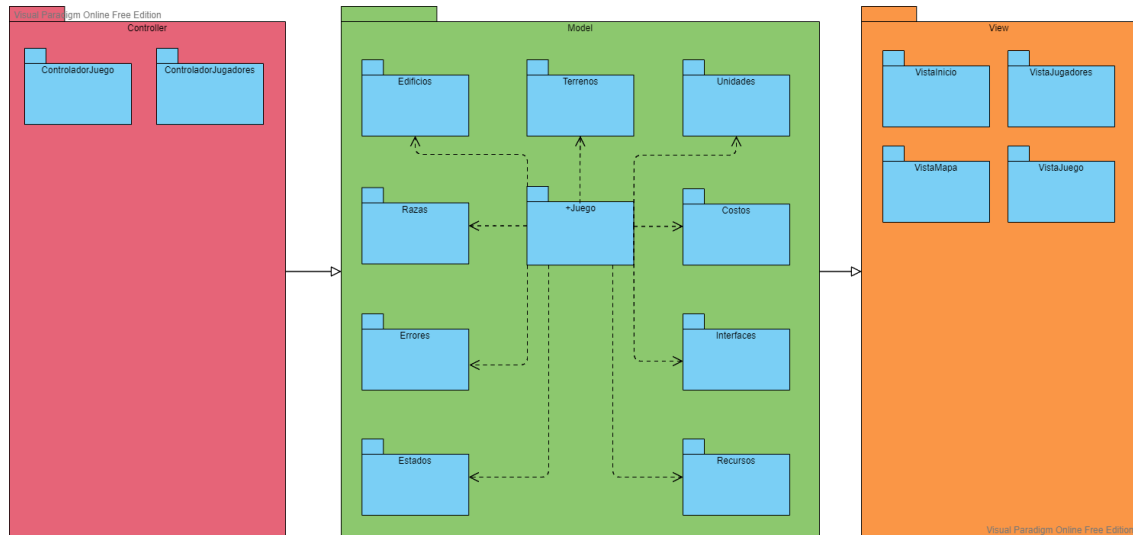 Visual Paradigm Online Free Edition
Controller
ControladorJuego
ControladorJugadores
Model
Edificios
Terrenos
Unidades
Razas
+Juego
Costos
Errores
Interfaces
Estados
Recursos
View
VistaInicio
VistaJugadores
VistaMapa
VistaJuego
Visual Paradigm Online Free Edition